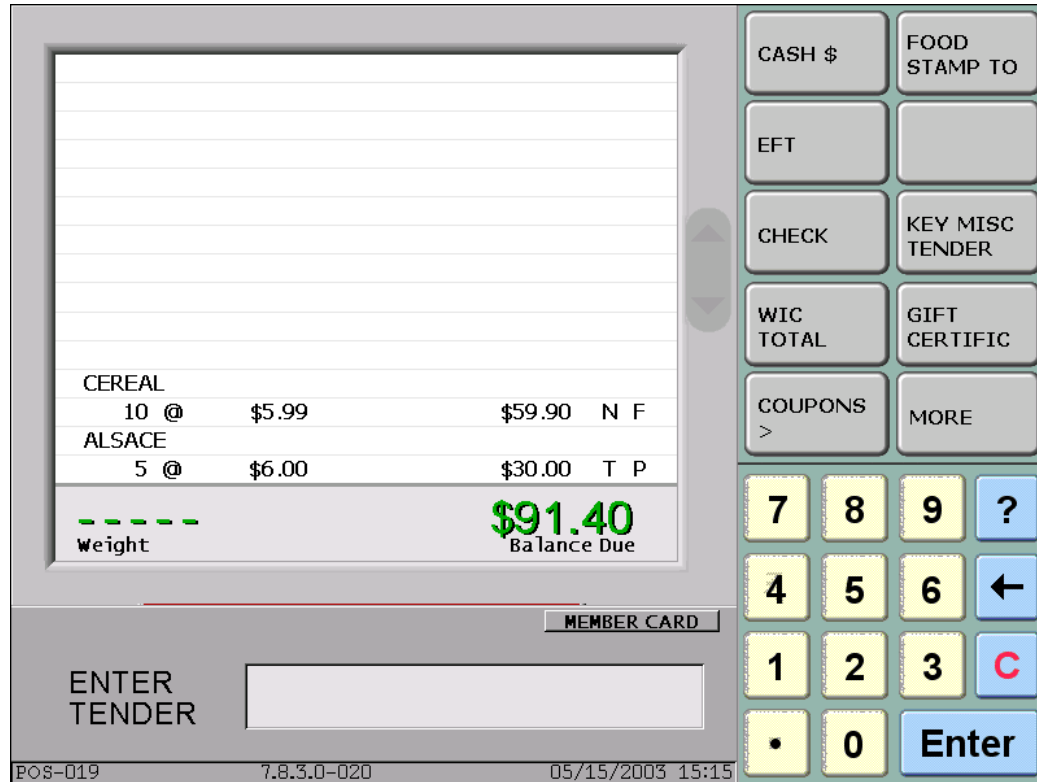 CEREAL
10 @ $5.99 $59.90 N F
ALSACE
5 @ $6.00 $30.00 T P
----- $91.40
Weight Balance Due
MEMBER CARD
ENTER
TENDER
POS-019 7.8.3.0-020 05/15/2003 15:15
CASH $
FOOD
STAMP TO
EFT
CHECK
KEY MISC
TENDER
WIC
TOTAL
GIFT
CERTIFIC
COUPONS
>
MORE
7 8 9 ?
4 5 6 ←
1 2 3 C
. 0 Enter